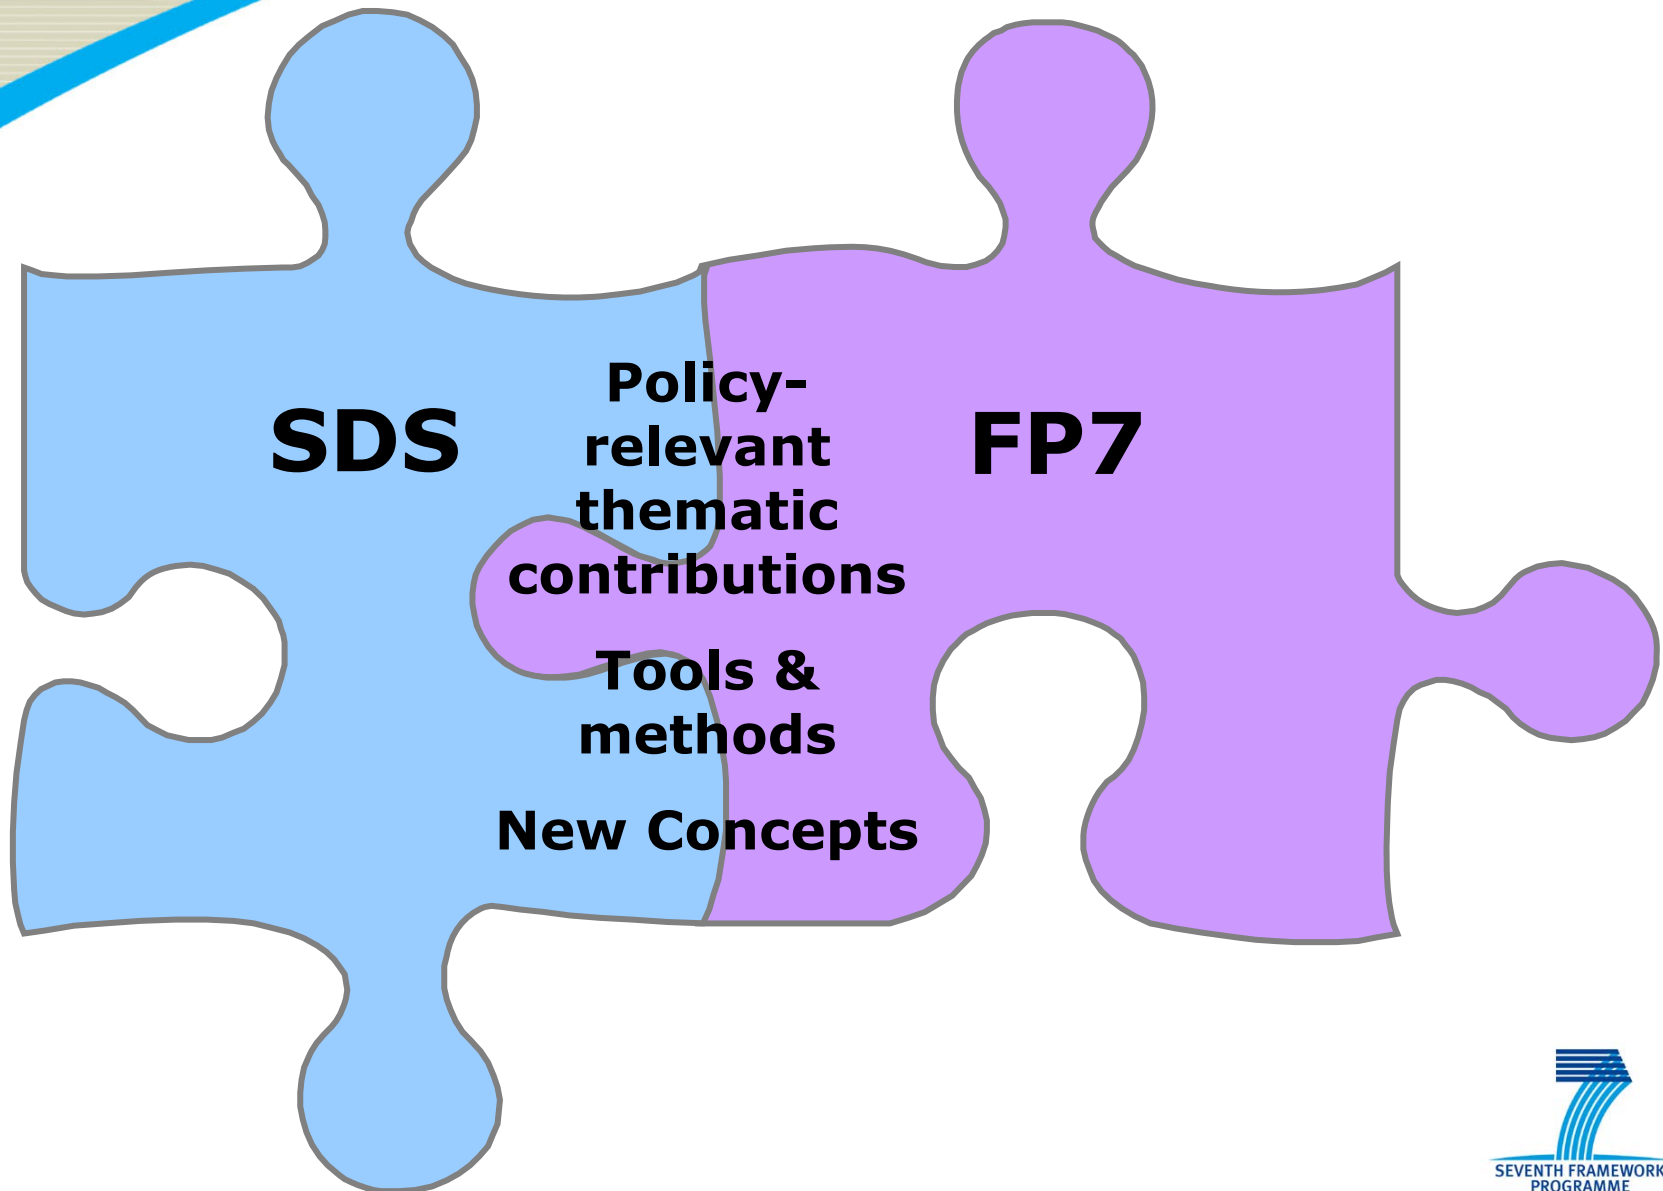 SDS
Policy-
relevant
thematic
contributions
Tools &
methods
New Concepts
FP7
SEVENTH FRAMEWORK
PROGRAMME